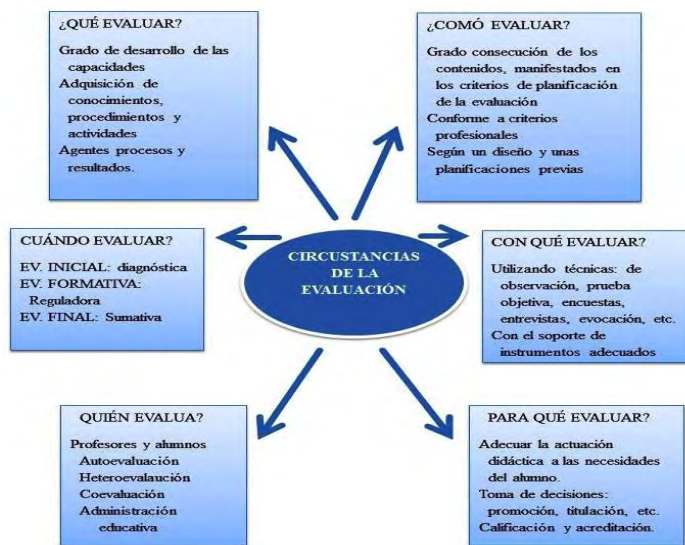 ¿QUÉ EVALUAR?
Grado de desarrollo de las
capacidades
Adquisición de
conocimientos,
procedimientos y
actividades
Agentes procesos y
resultados.
¿COMÓ EVALUAR?
Grado consecución de los
contenidos, manifestados en
los criterios de planificación
de la evaluación
Conforme a criterios
profesionales
Según un diseño y unas
planificaciones previas
CUÁNDO EVALUAR?
EV. INICIAL: diagnóstica
EV. FORMATIVA:
Reguladora
EV. FINAL: Sumativa
CIRCUSTANCIAS
DE LA
EVALUACIÓN
CON QUÉ EVALUAR?
Utilizando técnicas: de
observación, prueba
objetiva, encuestas,
entrevistas, evocación, etc.
Con el soporte de
instrumentos adecuados
QUIÉN EVALUA?
Profesores y alumnos
Autoevaluación
Heteroevalaución
Coevaluación
Administración
educativa
PARA QUÉ EVALUAR?
Adecuar la actuación
didáctica a las necesidades
del alumno.
Toma de decisiones:
promoción, titulación, etc.
Calificación y acreditación.